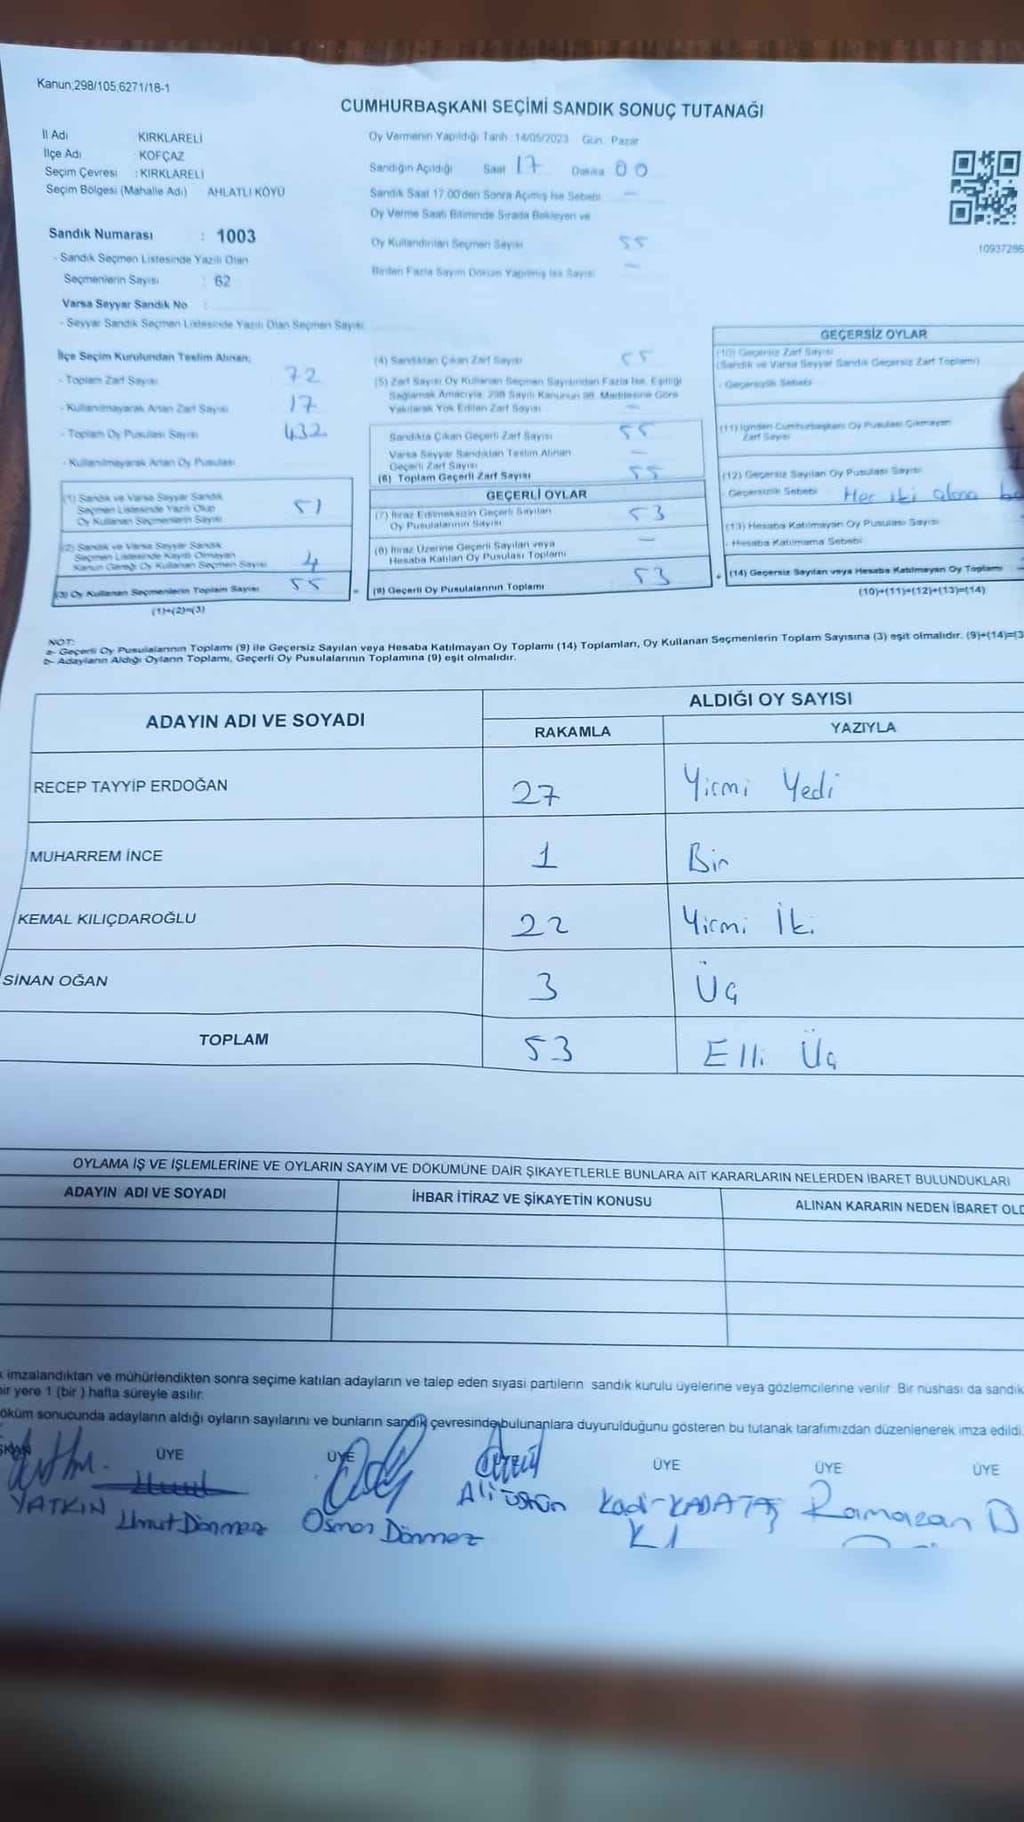 Kanun;298/105,6271/18-1
CUMHURBAŞKANI SEÇİMİ SANDIK SONUÇ TUTANAĞI
İl Adı KIRKLARELİ
İlçe Adı KOFÇAZ
Seçim Çevresi : KIRKLARELİ
Seçim Bölgesi (Mahalle Adı) AHLATLI KÖYÜ
Sandık Numarası : 1003
- Sandık Seçmen Listesinde Yazılı Olan
Seçmenlerin Sayısı : 62
Varsa Seyyar Sandık No :
- Seyyar Sandık Seçmen Listesinde Yazılı Olan Seçmen Sayısı
Oy Vermenin Yapıldığı Tarih :14/05/2023 Gün: Pazar
Sandığın Açıldığı Saat 17 Dakika 00
Sandık Saat 17.00'den Sonra Açılmış İse Sebebi —
Oy Verme Saati Bitiminde Sırada Bekleyen ve
Oy Kullandırılan Seçmen Sayısı 55
Birden Fazla Sayım Döküm Yapılmış İse Sayısı —
10937286
İlçe Seçim Kurulundan Teslim Alınan;
- Toplam Zarf Sayısı 72
- Kullanılmayarak Artan Zarf Sayısı 17
- Toplam Oy Pusulası Sayısı 432
- Kullanılmayarak Artan Oy Pusulası
(1) Sandık ve Varsa Seyyar Sandık
Seçmen Listesinde Yazılı Olup
Oy Kullanan Seçmenlerin Sayısı 51
(2) Sandık ve Varsa Seyyar Sandık
Seçmen Listesinde Kayıtlı Olmayan
Kanun Gereği Oy Kullanan Seçmen Sayısı 4
(3) Oy Kullanan Seçmenlerin Toplam Sayısı 55
(1)+(2)=(3)
(4) Sandıktan Çıkan Zarf Sayısı 55
(5) Zarf Sayısı Oy Kullanan Seçmen Sayısından Fazla İse, Eşitliği
Sağlamak Amacıyla, 298 Sayılı Kanunun 98. Maddesine Göre
Yakılarak Yok Edilen Zarf Sayısı —
Sandıkta Çıkan Geçerli Zarf Sayısı 55
Varsa Seyyar Sandıktan Teslim Alınan
Geçerli Zarf Sayısı —
(6) Toplam Geçerli Zarf Sayısı 55
GEÇERLİ OYLAR
(7) İtiraz Edilmeksizin Geçerli Sayılan
Oy Pusulalarının Sayısı 53
(8) İtiraz Üzerine Geçerli Sayılan veya
Hesaba Katılan Oy Pusulası Toplamı —
(9) Geçerli Oy Pusulalarının Toplamı 53
GEÇERSİZ OYLAR
(10) Geçersiz Zarf Sayısı
(Sandık ve Varsa Seyyar Sandık Geçersiz Zarf Toplamı)
- Geçersizlik Sebebi
(11) İçinden Cumhurbaşkanı Oy Pusulası Çıkmayan
Zarf Sayısı
(12) Geçersiz Sayılan Oy Pusulası Sayısı
- Geçersizlik Sebebi Her iki alana
(13) Hesaba Katılmayan Oy Pusulası Sayısı
- Hesaba Katılmama Sebebi
(14) Geçersiz Sayılan veya Hesaba Katılmayan Oy Toplamı
(10)+(11)+(12)+(13)=(14)
NOT:
a- Geçerli Oy Pusulalarının Toplamı (9) ile Geçersiz Sayılan veya Hesaba Katılmayan Oy Toplamı (14) Toplamları, Oy Kullanan Seçmenlerin Toplam Sayısına (3) eşit olmalıdır. (9)+(14)=(3
b- Adayların Aldığı Oyların Toplamı, Geçerli Oy Pusulalarının Toplamına (9) eşit olmalıdır.
ADAYIN ADI VE SOYADI ALDIĞI OY SAYISI
RAKAMLA YAZIYLA
RECEP TAYYİP ERDOĞAN 27 Yirmi Yedi
MUHARREM İNCE 1 Bir
KEMAL KILIÇDAROĞLU 22 Yirmi İki
SİNAN OĞAN 3 Üç
TOPLAM 53 Elli Üç
OYLAMA İŞ VE İŞLEMLERİNE VE OYLARIN SAYIM VE DÖKÜMÜNE DAİR ŞİKAYETLERLE BUNLARA AİT KARARLARIN NELERDEN İBARET BULUNDUKLARI
ADAYIN ADI VE SOYADI İHBAR İTİRAZ VE ŞİKAYETİN KONUSU ALINAN KARARIN NEDEN İBARET OLD
imzalandıktan ve mühürlendikten sonra seçime katılan adayların ve talep eden siyasi partilerin sandık kurulu üyelerine veya gözlemcilerine verilir. Bir nüshası da sandık
bir yere 1 (bir ) hafta süreyle asılır.
döküm sonucunda adayların aldığı oyların sayılarını ve bunların sandık çevresinde bulunanlara duyurulduğunu gösteren bu tutanak tarafımızdan düzenlenerek imza edildi.
ÜYE ÜYE ÜYE ÜYE ÜYE
YATKIN Umut Dönmez Osman Dönmez Ali Üstün Kadir KABATAŞ Ramazan